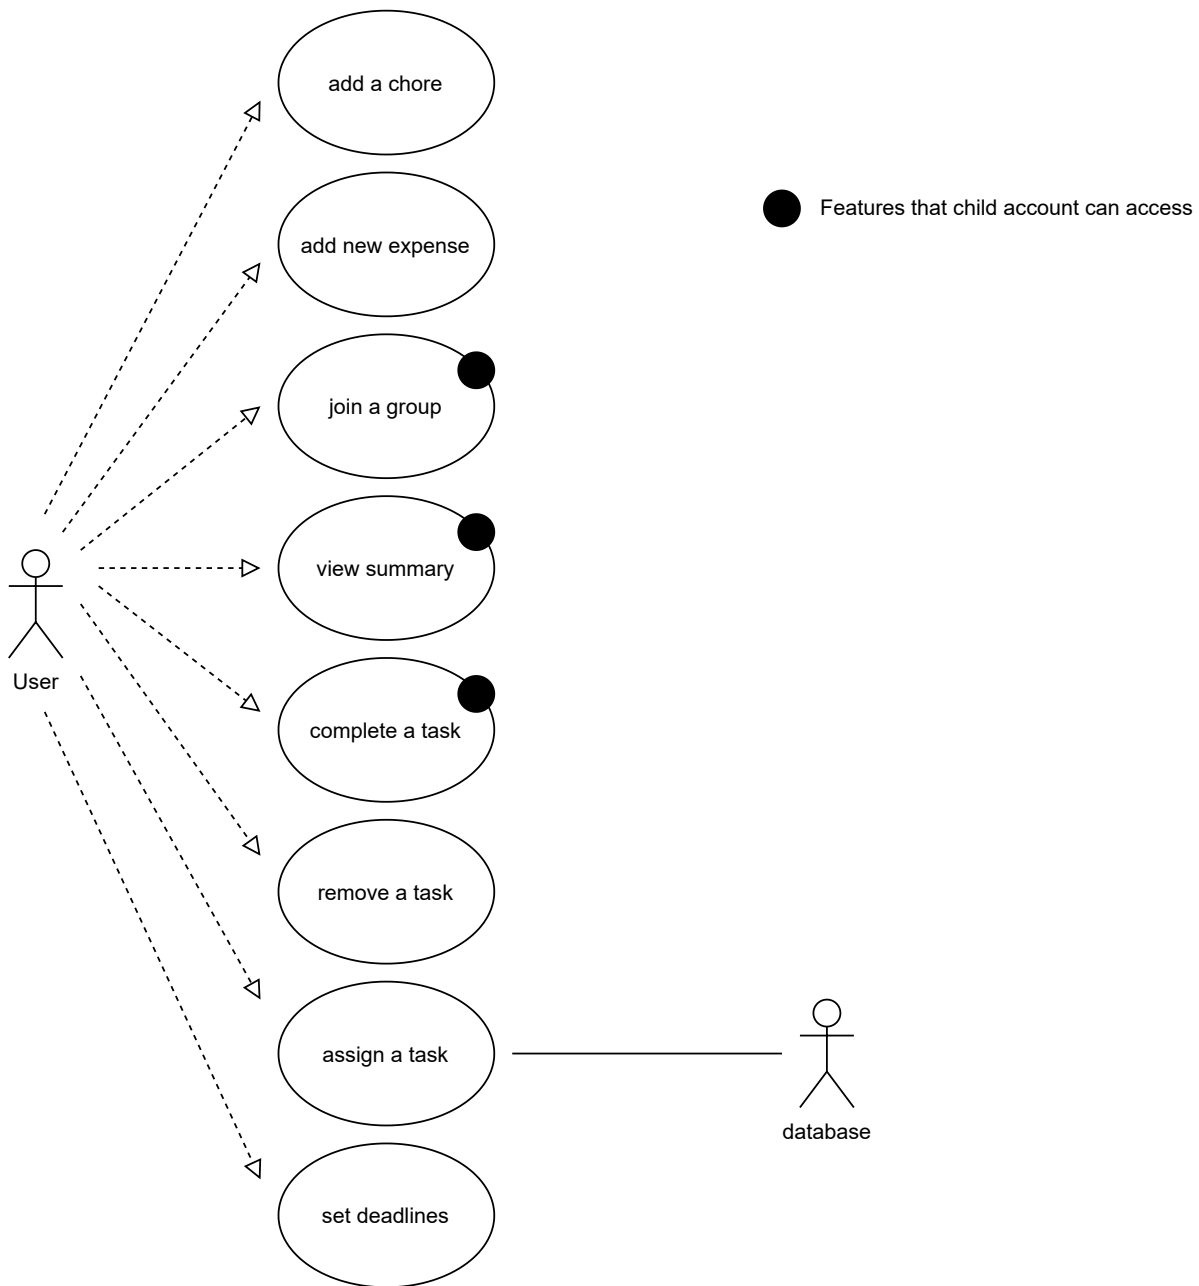 add a chore
Features that child account can access
add new expense
join a group
view summary
User
complete a task
remove a task
assign a task
database
set deadlines